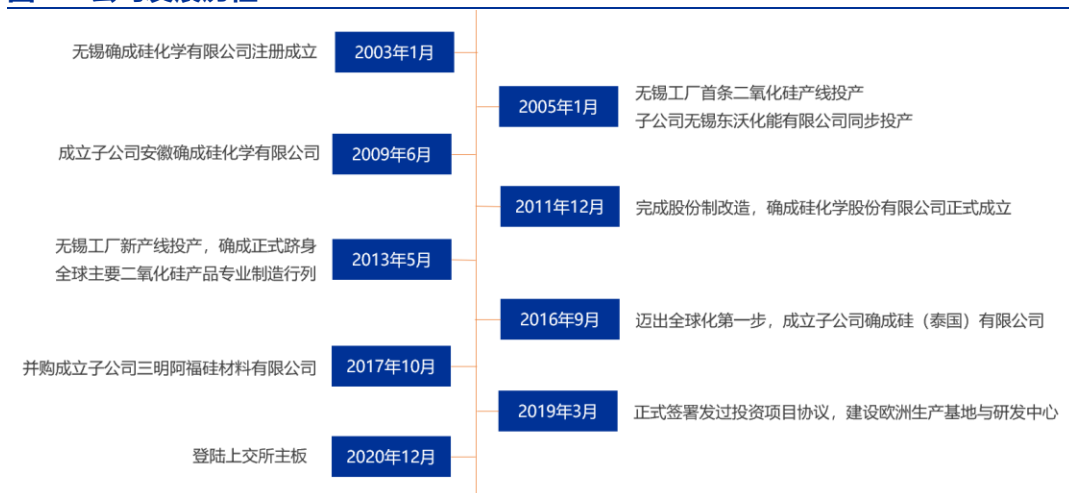 无锡确成硅化学有限公司注册成立
2003年1月
2005年1月
无锡工厂首条二氧化硅产线投产
子公司无锡东沃化能有限公司同步投产
成立子公司安徽确成硅化学有限公司
2009年6月
2011年12月
完成股份制改造，确成硅化学股份有限公司正式成立
无锡工厂新产线投产，确成正式跻身
全球主要二氧化硅产品专业制造行列
2013年5月
2016年9月
迈出全球化第一步，成立子公司确成硅（泰国）有限公司
并购成立子公司三明阿福硅材料有限公司
2017年10月
2019年3月
正式签署发过投资项目协议，建设欧洲生产基地与研发中心
登陆上交所主板
2020年12月